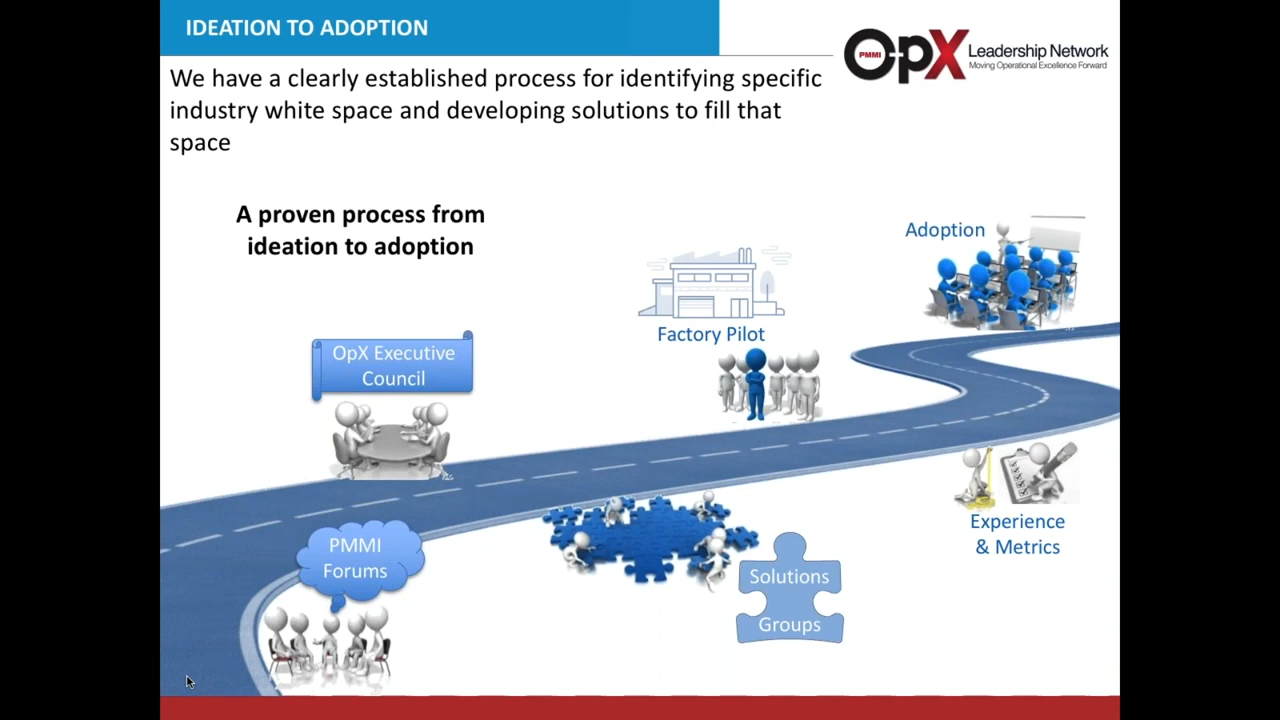 IDEATION TO ADOPTION
PMMI
OpX
Leadership Network
Moving Operational Excellence Forward
We have a clearly established process for identifying specific
industry white space and developing solutions to fill that
space
A proven process from
ideation to adoption
Adoption
Factory Pilot
OpX Executive
Council
PMMI
Forums
Solutions
Groups
Experience
& Metrics